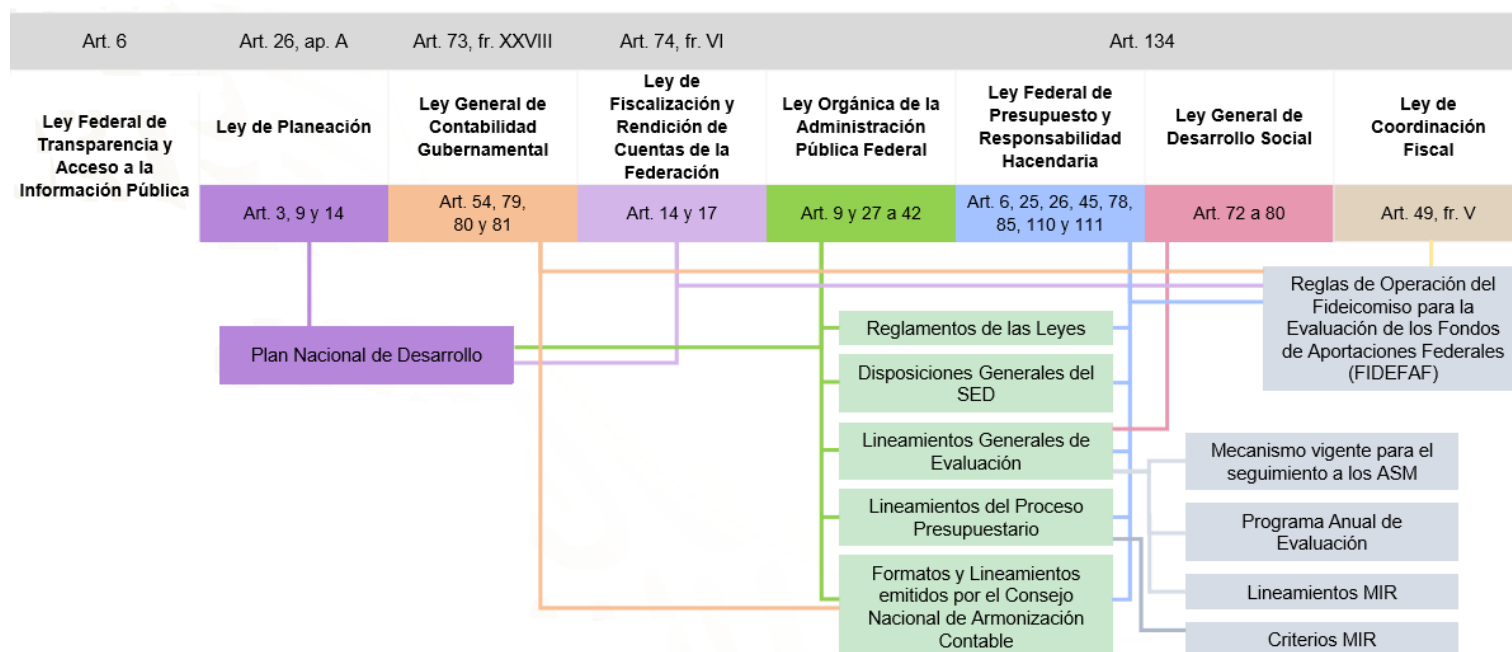 Art. 6
Art. 26, ap. A
Art. 73, fr. XXVIII
Art. 74, fr. VI
Art. 134
Ley Federal de
Transparencia y
Acceso a la
Información Pública
Ley de Planeación
Ley General de
Contabilidad
Gubernamental
Ley de
Fiscalización y
Rendición de
Cuentas de la
Federación
Ley Orgánica de la
Administración
Pública Federal
Ley Federal de
Presupuesto y
Responsabilidad
Hacendaria
Ley General de
Desarrollo Social
Ley de
Coordinación
Fiscal
Art. 3, 9 y 14
Art. 54, 79,
80 y 81
Art. 14 y 17
Art. 9 y 27 a 42
Art. 6, 25, 26, 45, 78,
85, 110 y 111
Art. 72 a 80
Art. 49, fr. V
Plan Nacional de Desarrollo
Reglamentos de las Leyes
Disposiciones Generales del
SED
Lineamientos Generales de
Evaluación
Lineamientos del Proceso
Presupuestario
Formatos y Lineamientos
emitidos por el Consejo
Nacional de Armonización
Contable
Reglas de Operación del
Fideicomiso para la
Evaluación de los Fondos
de Aportaciones Federales
(FIDEFAF)
Mecanismo vigente para el
seguimiento a los ASM
Programa Anual de
Evaluación
Lineamientos MIR
Criterios MIR